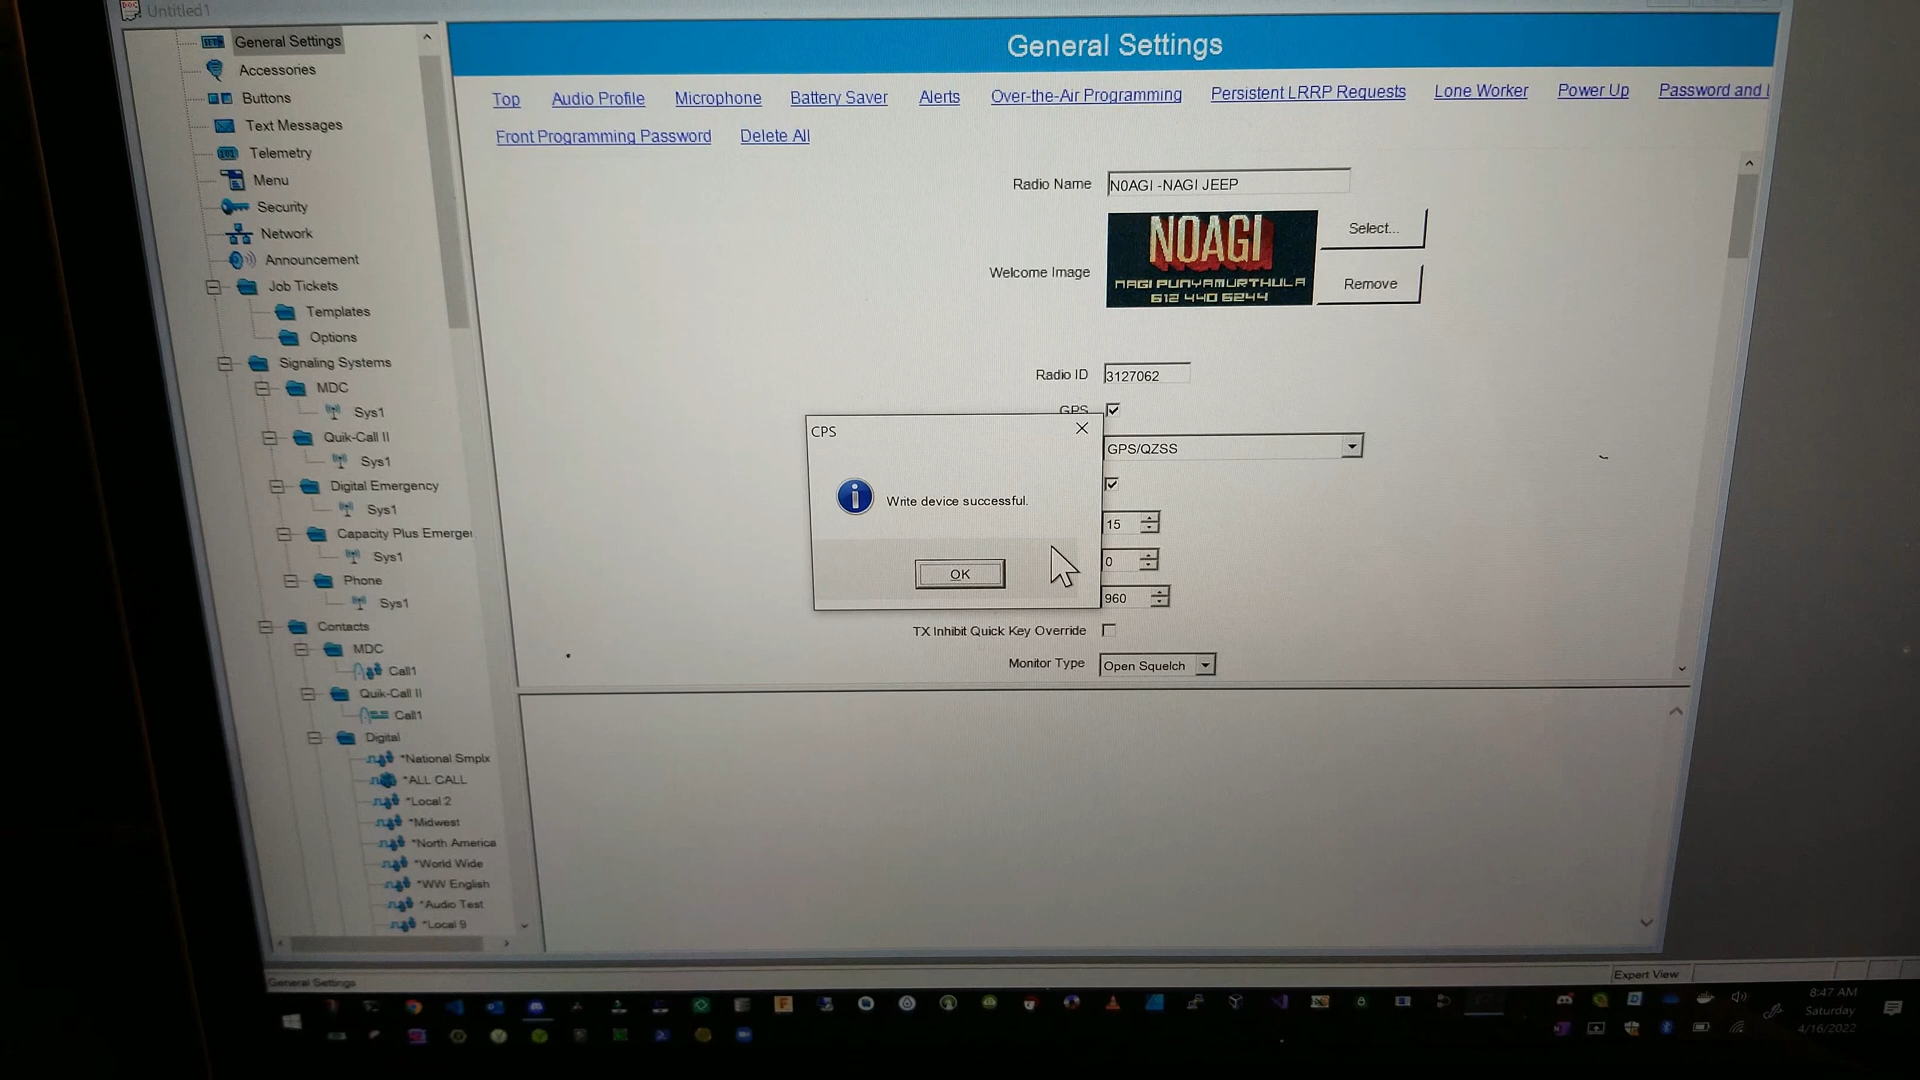 Untitled1
General Settings
Accessories
Buttons
Text Messages
Telemetry
Menu
Security
Network
Announcement
Job Tickets
Templates
Options
Signaling Systems
MDC
Sys1
Quik-Call II
Sys1
Digital Emergency
Sys1
Capacity Plus Emerge
Phone
Sys1
Contacts
MDC
Call1
Quik-Call II
Call1
Digital
*National Smplx
*ALL CALL
*Local 2
*Midwest
*North America
*World Wide
*WW English
*Audio Test
*Local 9
General Settings
Top Audio Profile Microphone Battery Saver Alerts Over-the-Air Programming Persistent LRRP Requests Lone Worker Power Up Password and
Front Programming Password Delete All
Radio Name N0AGI -NAGI JEEP
Welcome Image
NOAGI
NAGI PUNYAMURTHULA
612 440 6244
Select...
Remove
Radio ID 3127062
GPS
GPS/QZSS
15
0
960
TX Inhibit Quick Key Override
Monitor Type Open Squelch
CPS
Write device successful.
OK
General Settings
Expert View
8:47 AM
Saturday
4/16/2022